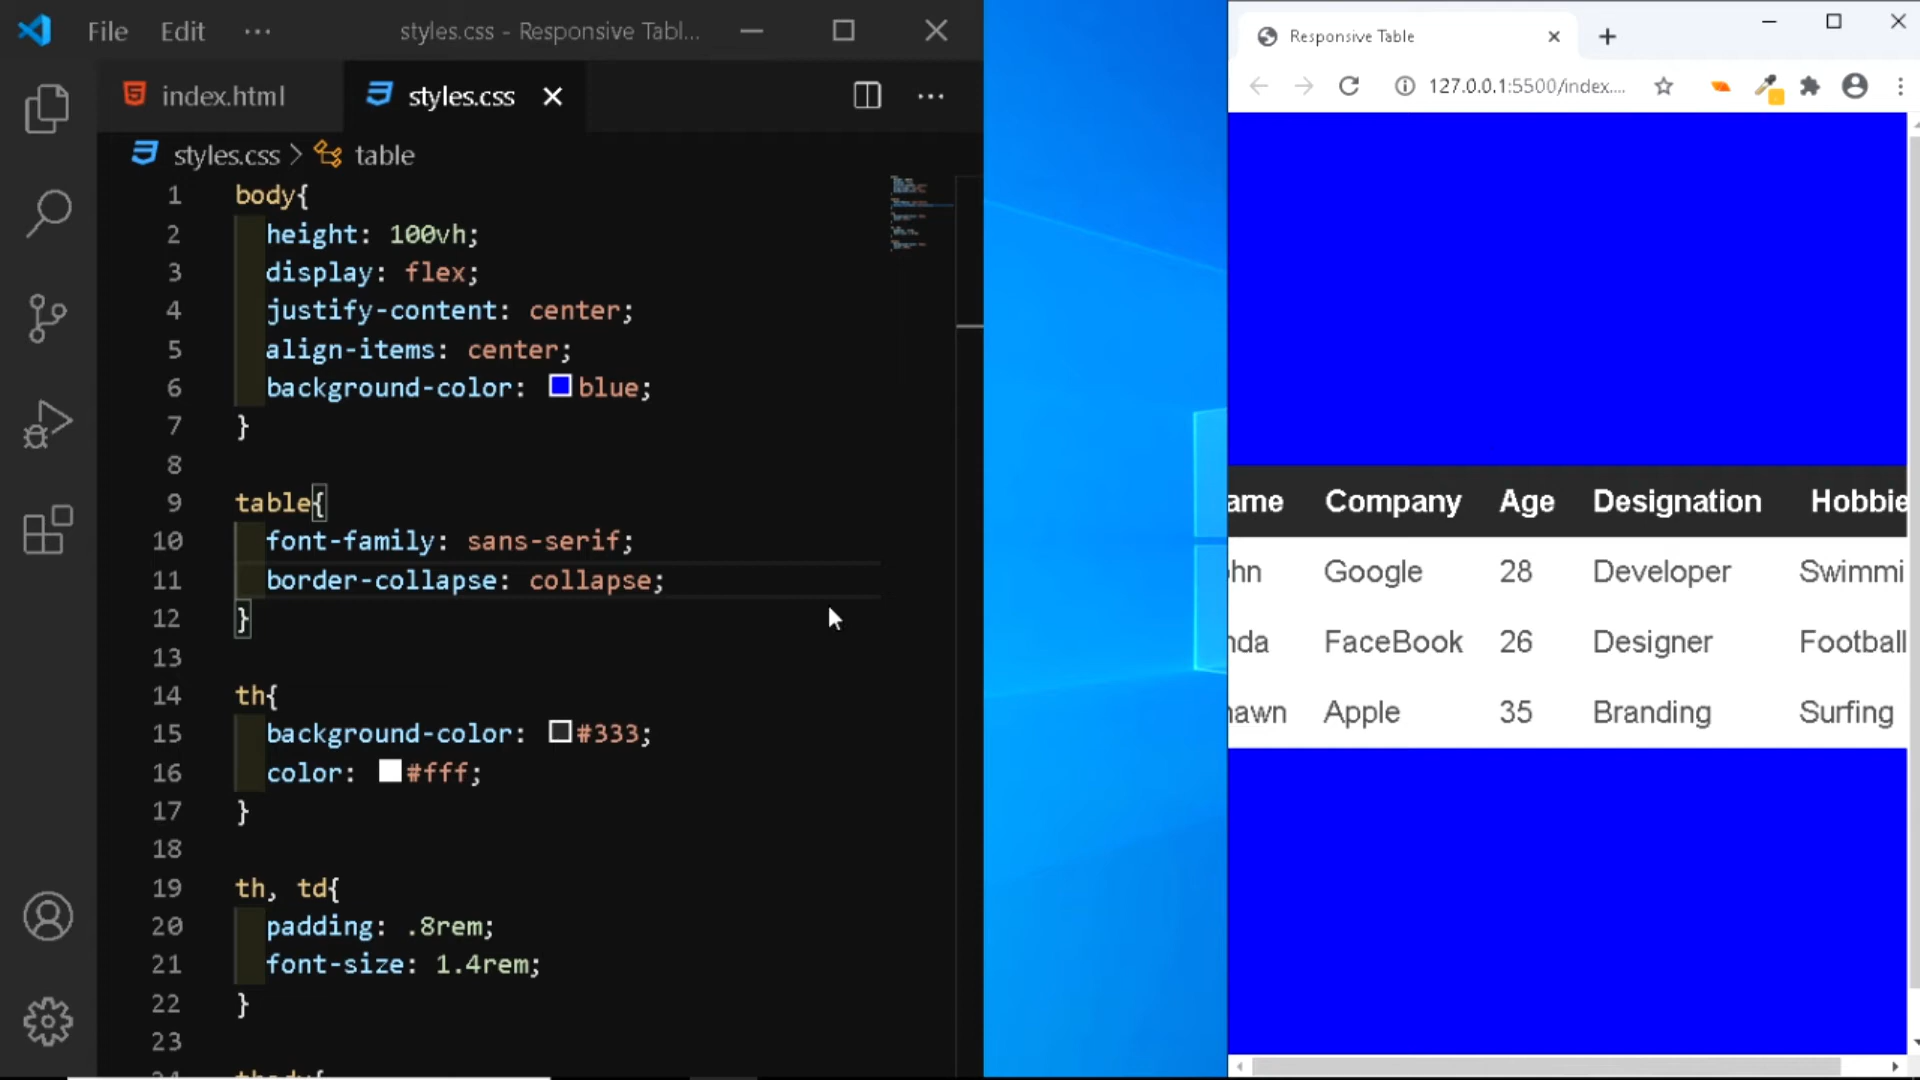 File Edit ... styles.css - Responsive Tabl...
index.html styles.css
styles.css > table
1 body{
2 height: 100vh;
3 display: flex;
4 justify-content: center;
5 align-items: center;
6 background-color: blue;
7 }
8
9 table{
10 font-family: sans-serif;
11 border-collapse: collapse;
12 }
13
14 th{
15 background-color: #333;
16 color: #fff;
17 }
18
19 th, td{
20 padding: .8rem;
21 font-size: 1.4rem;
22 }
23
24 tbody{
Responsive Table
127.0.0.1:5500/index....
ame Company Age Designation Hobbie
ohn Google 28 Developer Swimmi
nda FaceBook 26 Designer Football
hawn Apple 35 Branding Surfing